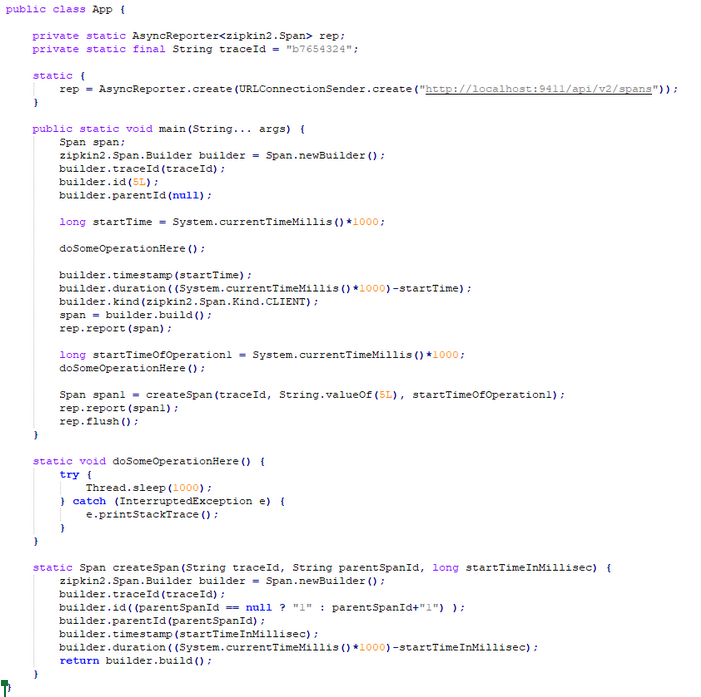 public class App {
private static AsyncReporter<zipkin2.Span> rep;
private static final String traceId = "b7654324";
static {
rep = AsyncReporter.create(URLConnectionSender.create("http://localhost:9411/api/v2/spans"));
}
public static void main(String... args) {
Span span;
zipkin2.Span.Builder builder = Span.newBuilder();
builder.traceId(traceId);
builder.id(5L);
builder.parentId(null);
long startTime = System.currentTimeMillis()*1000;
doSomeOperationHere();
builder.timestamp(startTime);
builder.duration((System.currentTimeMillis()*1000)-startTime);
builder.kind(zipkin2.Span.Kind.CLIENT);
span = builder.build();
rep.report(span);
long startTimeOfOperation1 = System.currentTimeMillis()*1000;
doSomeOperationHere();
Span span1 = createSpan(traceId, String.valueOf(5L), startTimeOfOperation1);
rep.report(span1);
rep.flush();
}
static void doSomeOperationHere() {
try {
Thread.sleep(1000);
} catch (InterruptedException e) {
e.printStackTrace();
}
}
static Span createSpan(String traceId, String parentSpanId, long startTimeInMillisec) {
zipkin2.Span.Builder builder = Span.newBuilder();
builder.traceId(traceId);
builder.id((parentSpanId == null ? "1" : parentSpanId+"1") );
builder.parentId(parentSpanId);
builder.timestamp(startTimeInMillisec);
builder.duration((System.currentTimeMillis()*1000)-startTimeInMillisec);
return builder.build();
}
}